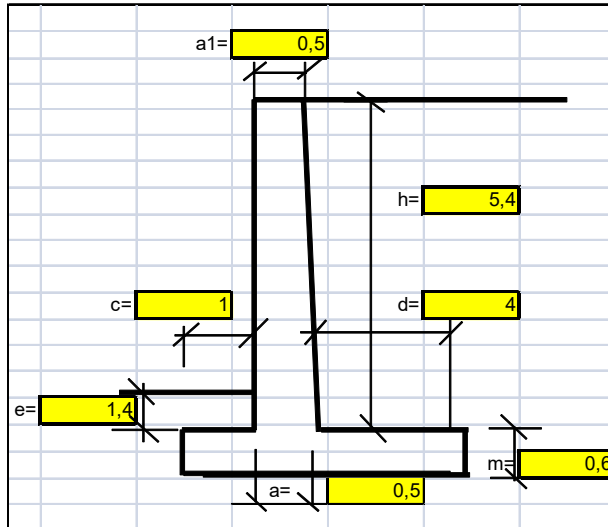 a1= 0,5
h= 5,4
c= 1 d= 4
e= 1,4
m= 0,6
a= 0,5